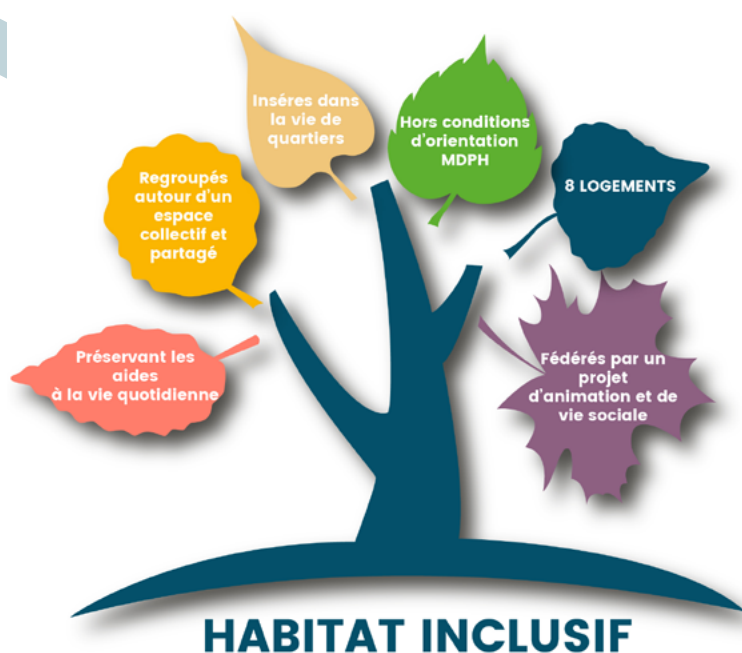 Insérés dans
la vie de
quartiers
Hors conditions
d'orientation
MDPH
8 LOGEMENTS
Regroupés
autour d'un
espace
collectif et
partagé
Préservant les
aides
à la vie quotidienne
Fédérés par un
projet
d'animation et de
vie sociale
HABITAT INCLUSIF